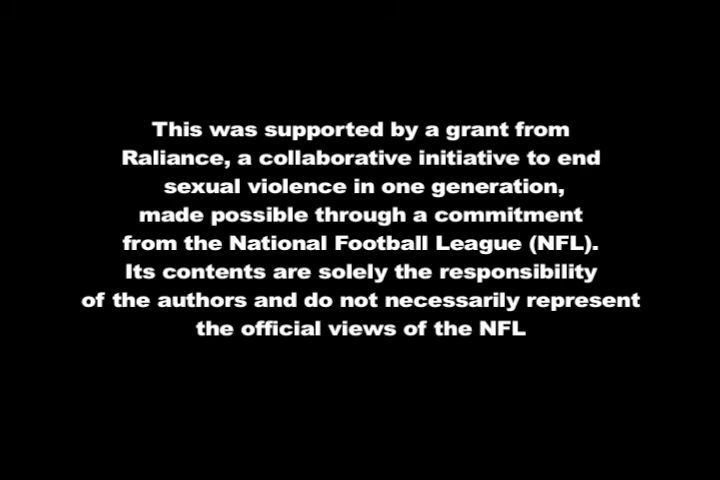 This was supported by a grant from
Raliance, a collaborative initiative to end
sexual violence in one generation,
made possible through a commitment
from the National Football League (NFL).
Its contents are solely the responsibility
of the authors and do not necessarily represent
the official views of the NFL